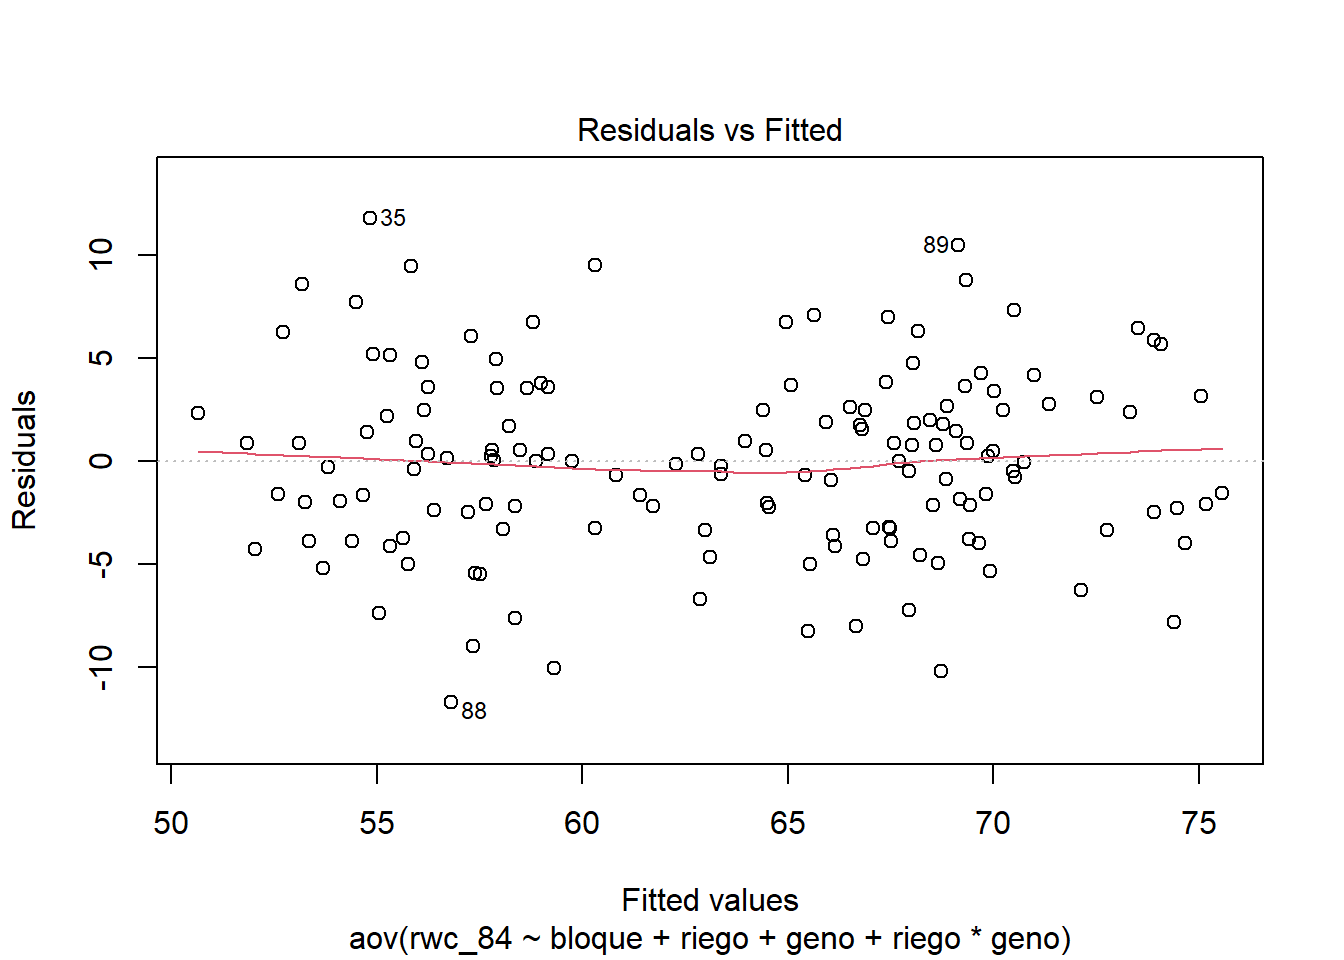 Residuals vs Fitted
35
89
88
Residuals
10
5
0
-5
-10
50 55 60 65 70 75
Fitted values
aov(rwc_84 ~ bloque + riego + geno + riego * geno)